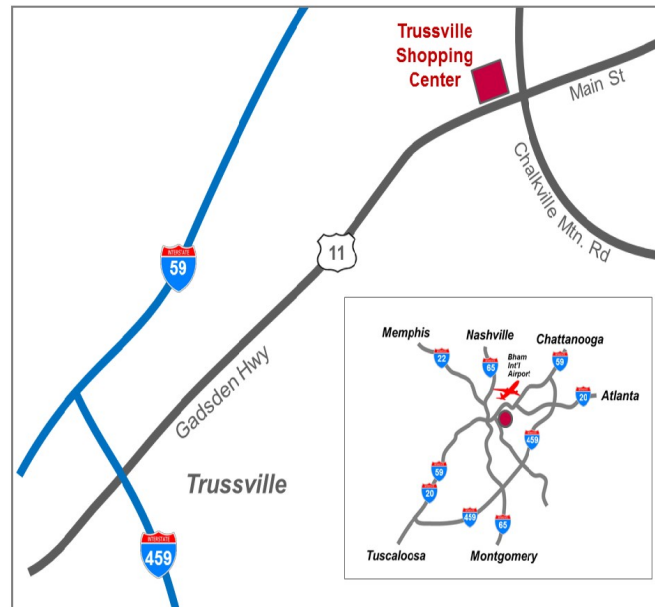 Trussville
Shopping
Center
Main St
Chalkville Mtn. Rd
11
INTERSTATE
59
Gadsden Hwy
Trussville
INTERSTATE
459
Memphis
Nashville
Chattanooga
Bham
Int'l
Airport
22
65
59
20
Atlanta
459
59
20
459
65
Tuscaloosa
Montgomery